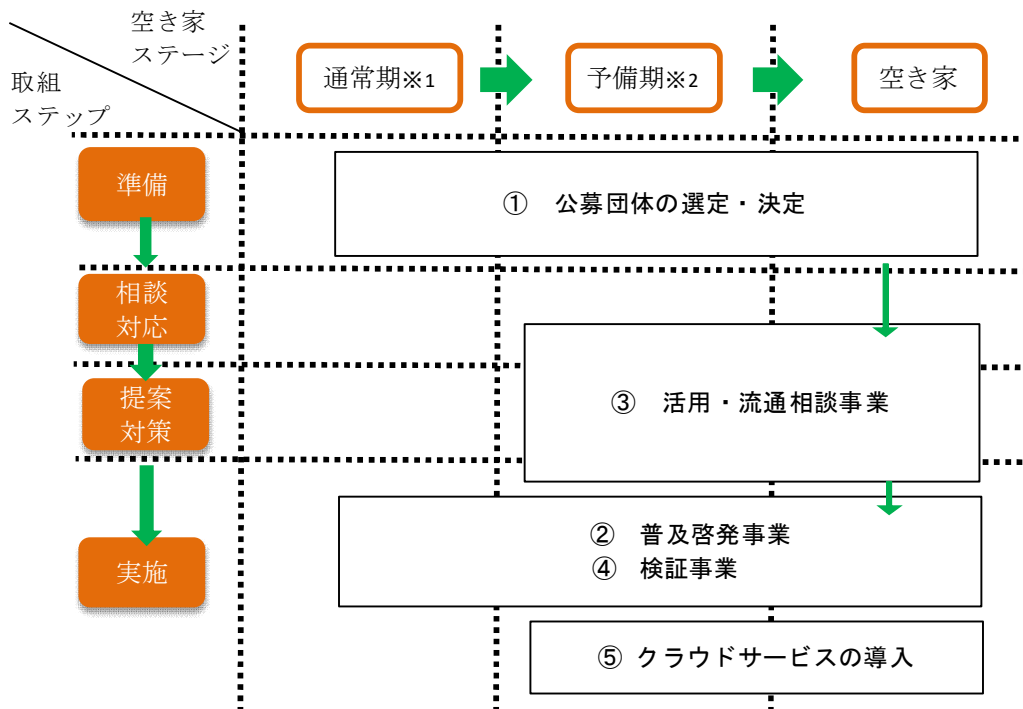 空き家
ステージ
取組
ステップ
通常期※1
予備期※2
空き家
準備
① 公募団体の選定・決定
相談
対応
提案
対策
③ 活用・流通相談事業
実施
② 普及啓発事業
④ 検証事業
⑤ クラウドサービスの導入